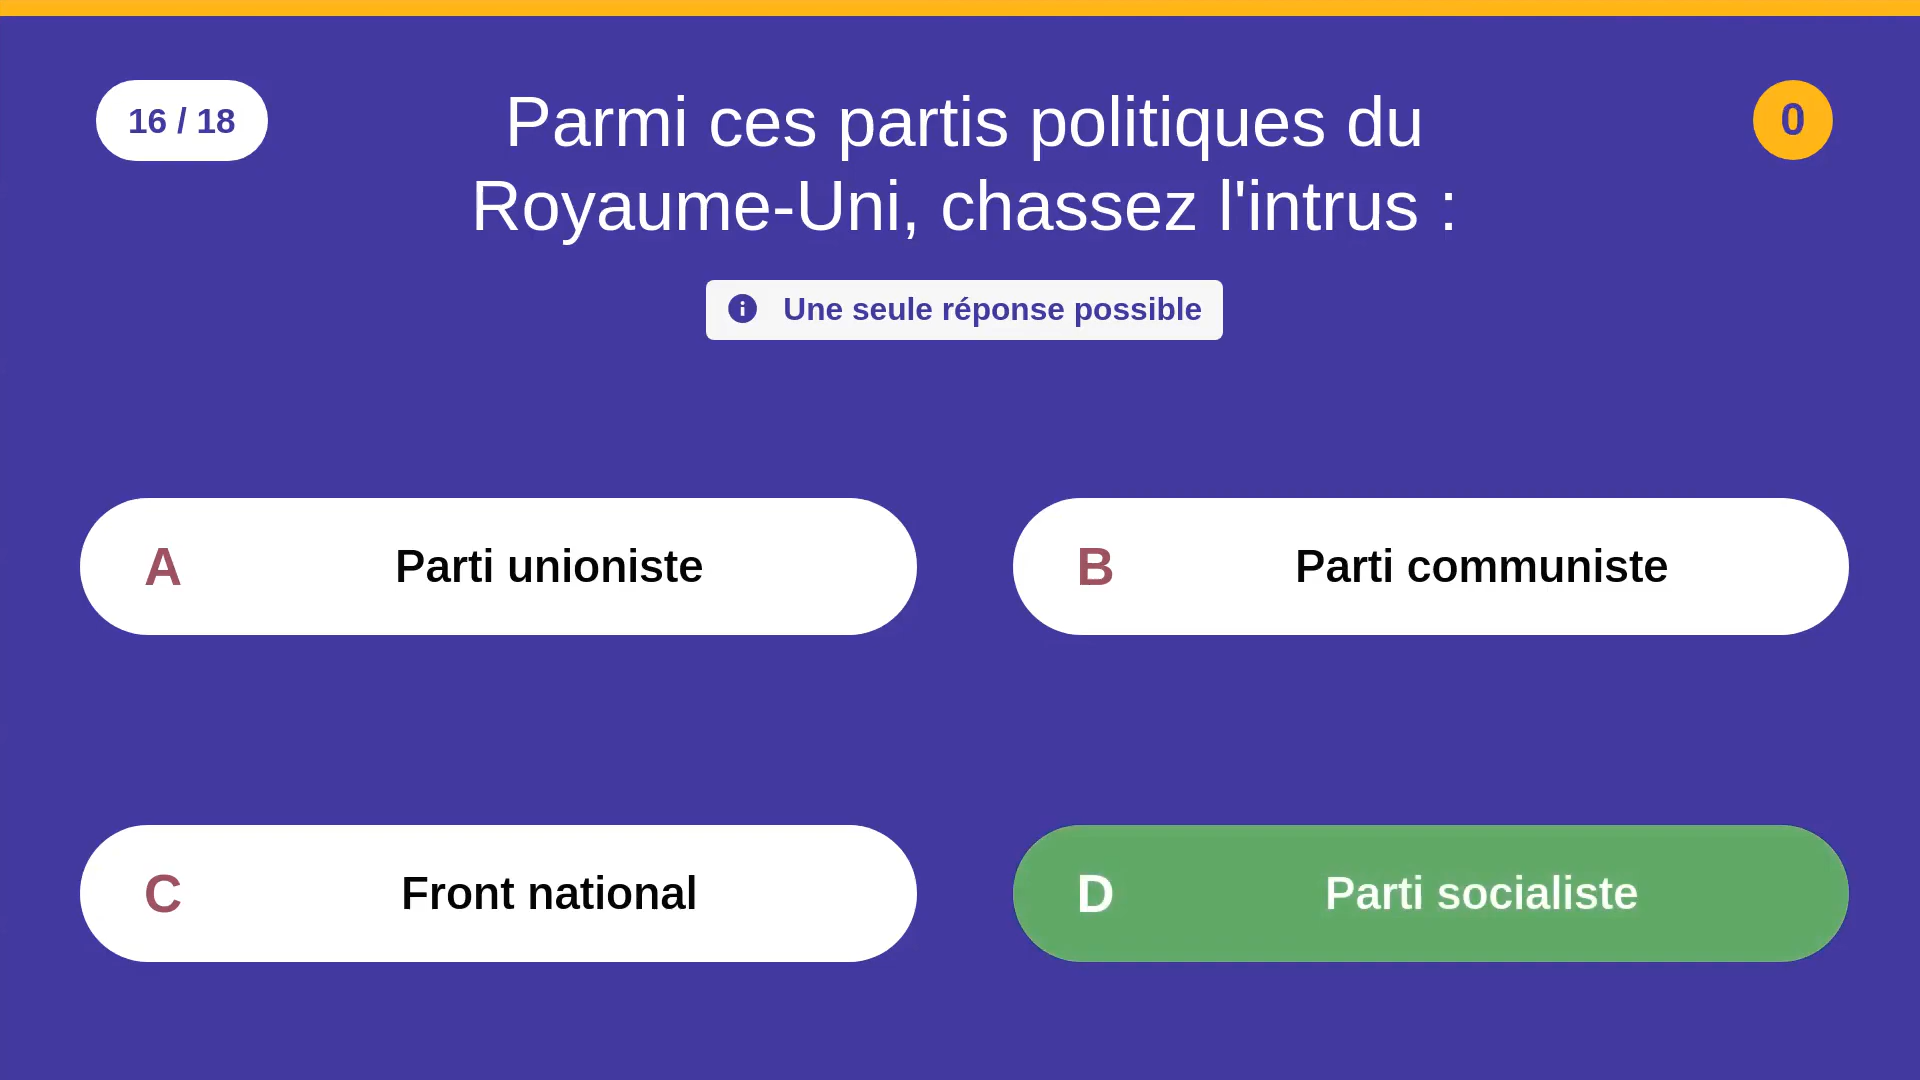 16 / 18
Parmi ces partis politiques du
Royaume-Uni, chassez l'intrus :
0
Une seule réponse possible
A Parti unioniste
B Parti communiste
C Front national
D Parti socialiste